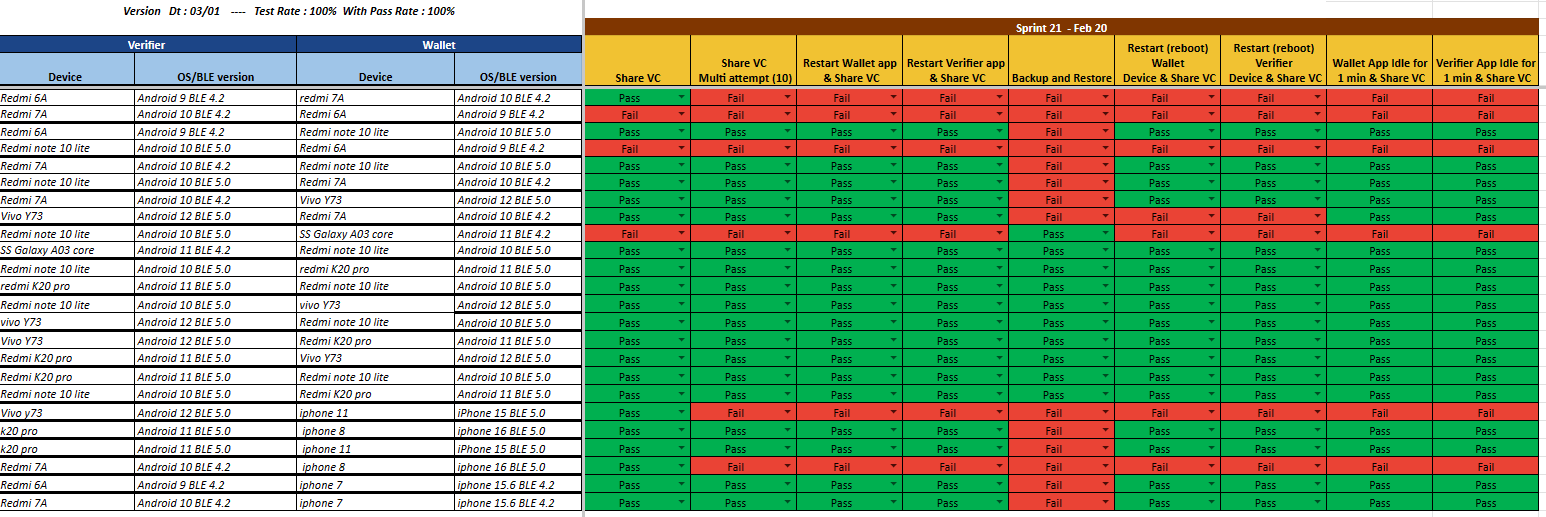 Version Dt : 03/01 ---- Test Rate : 100% With Pass Rate : 100%
Sprint 21 - Feb 20
Verifier Wallet
Device OS/BLE version Device OS/BLE version Share VC Share VC Multi attempt (10) Restart Wallet app & Share VC Restart Verifier app & Share VC Backup and Restore Restart (reboot) Wallet Device & Share VC Restart (reboot) Verifier Device & Share VC Wallet App Idle for 1 min & Share VC Verifier App Idle for 1 min & Share VC
Redmi 6A Android 9 BLE 4.2 redmi 7A Android 10 BLE 4.2 Pass Fail Fail Fail Fail Fail Fail Fail Fail
Redmi 7A Android 10 BLE 4.2 Redmi 6A Android 9 BLE 4.2 Fail Fail Fail Fail Fail Fail Fail Fail Fail
Redmi 6A Android 9 BLE 4.2 Redmi note 10 lite Android 10 BLE 5.0 Pass Pass Pass Pass Fail Pass Pass Pass Pass
Redmi note 10 lite Android 10 BLE 5.0 Redmi 6A Android 9 BLE 4.2 Fail Fail Fail Fail Fail Fail Fail Fail Fail
Redmi 7A Android 10 BLE 4.2 Redmi note 10 lite Android 10 BLE 5.0 Pass Pass Pass Pass Fail Pass Pass Pass Pass
Redmi note 10 lite Android 10 BLE 5.0 Redmi 7A Android 10 BLE 4.2 Pass Pass Pass Pass Fail Pass Pass Pass Pass
Redmi 7A Android 10 BLE 4.2 Vivo Y73 Android 12 BLE 5.0 Pass Pass Pass Pass Fail Pass Pass Pass Pass
Vivo Y73 Android 12 BLE 5.0 Redmi 7A Android 10 BLE 4.2 Pass Pass Pass Pass Fail Fail Fail Pass Pass
Redmi note 10 lite Android 10 BLE 5.0 SS Galaxy A03 core Android 11 BLE 4.2 Fail Fail Fail Fail Pass Fail Fail Fail Fail
SS Galaxy A03 core Android 11 BLE 4.2 Redmi note 10 lite Android 10 BLE 5.0 Pass Pass Pass Pass Pass Pass Pass Pass Pass
Redmi note 10 lite Android 10 BLE 5.0 redmi K20 pro Android 11 BLE 5.0 Pass Pass Pass Pass Pass Pass Pass Pass Pass
redmi K20 pro Android 11 BLE 5.0 Redmi note 10 lite Android 10 BLE 5.0 Pass Pass Pass Pass Pass Pass Pass Pass Pass
Redmi note 10 lite Android 10 BLE 5.0 vivo Y73 Android 12 BLE 5.0 Pass Pass Pass Pass Pass Pass Pass Pass Pass
vivo Y73 Android 12 BLE 5.0 Redmi note 10 lite Android 10 BLE 5.0 Pass Pass Pass Pass Pass Pass Pass Pass Pass
Vivo Y73 Android 12 BLE 5.0 Redmi K20 pro Android 11 BLE 5.0 Pass Pass Pass Pass Pass Pass Pass Pass Pass
Redmi K20 pro Android 11 BLE 5.0 Vivo Y73 Android 12 BLE 5.0 Pass Pass Pass Pass Pass Pass Pass Pass Pass
Redmi K20 pro Android 11 BLE 5.0 Redmi note 10 lite Android 10 BLE 5.0 Pass Pass Pass Pass Pass Pass Pass Pass Pass
Redmi note 10 lite Android 10 BLE 5.0 Redmi K20 pro Android 11 BLE 5.0 Pass Pass Pass Pass Pass Pass Pass Pass Pass
Vivo y73 Android 12 BLE 5.0 iphone 11 iPhone 15 BLE 5.0 Pass Fail Fail Fail Fail Fail Fail Fail Fail
k20 pro Android 11 BLE 5.0 iphone 8 iphone 16 BLE 5.0 Pass Pass Pass Pass Fail Pass Pass Pass Pass
k20 pro Android 11 BLE 5.0 iphone 11 iPhone 15 BLE 5.0 Pass Pass Pass Pass Fail Pass Pass Pass Pass
Redmi 7A Android 10 BLE 4.2 iphone 8 iphone 16 BLE 5.0 Pass Fail Fail Fail Fail Fail Fail Fail Fail
Redmi 6A Android 9 BLE 4.2 iphone 7 iphone 15.6 BLE 4.2 Pass Pass Pass Pass Fail Pass Pass Pass Pass
Redmi 7A Android 10 BLE 4.2 iphone 7 iphone 15.6 BLE 4.2 Pass Pass Pass Pass Fail Pass Pass Pass Pass